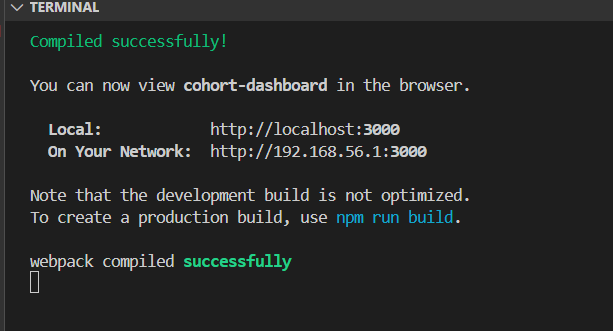 TERMINAL
Compiled successfully!
You can now view cohort-dashboard in the browser.
Local: http://localhost:3000
On Your Network: http://192.168.56.1:3000
Note that the development build is not optimized.
To create a production build, use npm run build.
webpack compiled successfully